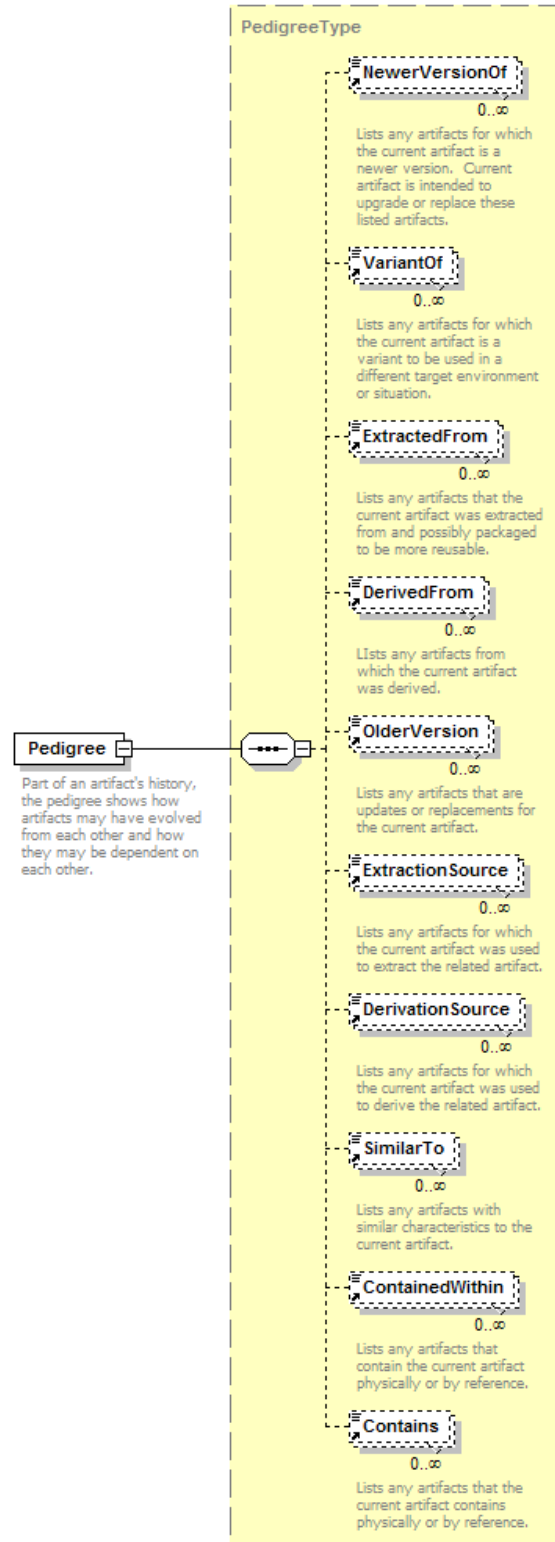 PedigreeType
NewerVersionOf
0..∞
Lists any artifacts for which
the current artifact is a
newer version.  Current
artifact is intended to
upgrade or replace these
listed artifacts.
VariantOf
0..∞
Lists any artifacts for which
the current artifact is a
variant to be used in a
different target environment
or situation.
ExtractedFrom
0..∞
Lists any artifacts that the
current artifact was extracted
from and possibly packaged
to be more reusable.
DerivedFrom
0..∞
LIsts any artifacts from
which the current artifact
was derived.
Pedigree
Part of an artifact's history,
the pedigree shows how
artifacts may have evolved
from each other and how
they may be dependent on
each other.
OlderVersion
0..∞
Lists any artifacts that are
updates or replacements for
the current artifact.
ExtractionSource
0..∞
Lists any artifacts for which
the current artifact was used
to extract the related artifact.
DerivationSource
0..∞
Lists any artifacts for which
the current artifact was used
to derive the related artifact.
SimilarTo
0..∞
Lists any artifacts with
similar characteristics to the
current artifact.
ContainedWithin
0..∞
Lists any artifacts that
contain the current artifact
physically or by reference.
Contains
0..∞
Lists any artifacts that the
current artifact contains
physically or by reference.